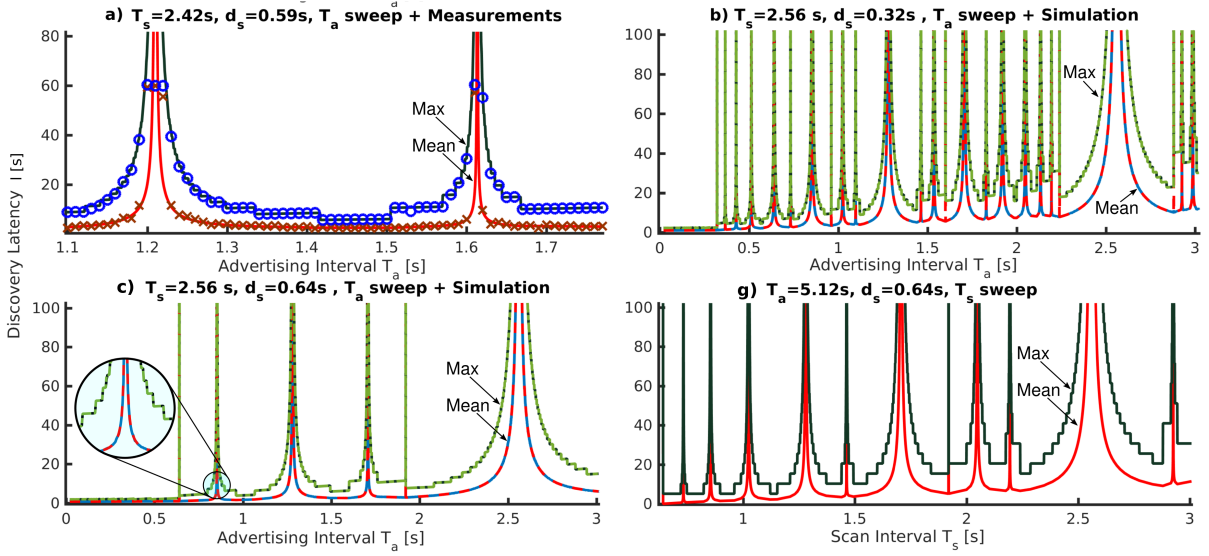 a) Ts=2.42s, ds=0.59s, Ta sweep + Measurements
80
60
40
20
Max
Mean
1.1 1.2 1.3 1.4 1.5 1.6 1.7
Advertising Interval Ta [s]
b) Ts=2.56 s, ds=0.32s , Ta sweep + Simulation
100
80
60
40
20
0
Max
Mean
0 0.5 1 1.5 2 2.5 3
Advertising Interval Ta [s]
Discovery Latency l [s]
c) Ts=2.56 s, ds=0.64s , Ta sweep + Simulation
100
80
60
40
20
0
Max
Mean
0 0.5 1 1.5 2 2.5 3
Advertising Interval Ta [s]
g) Ta=5.12s, ds=0.64s, Ts sweep
100
80
60
40
20
0
Max
Mean
1 1.5 2 2.5 3
Scan Interval Ts [s]